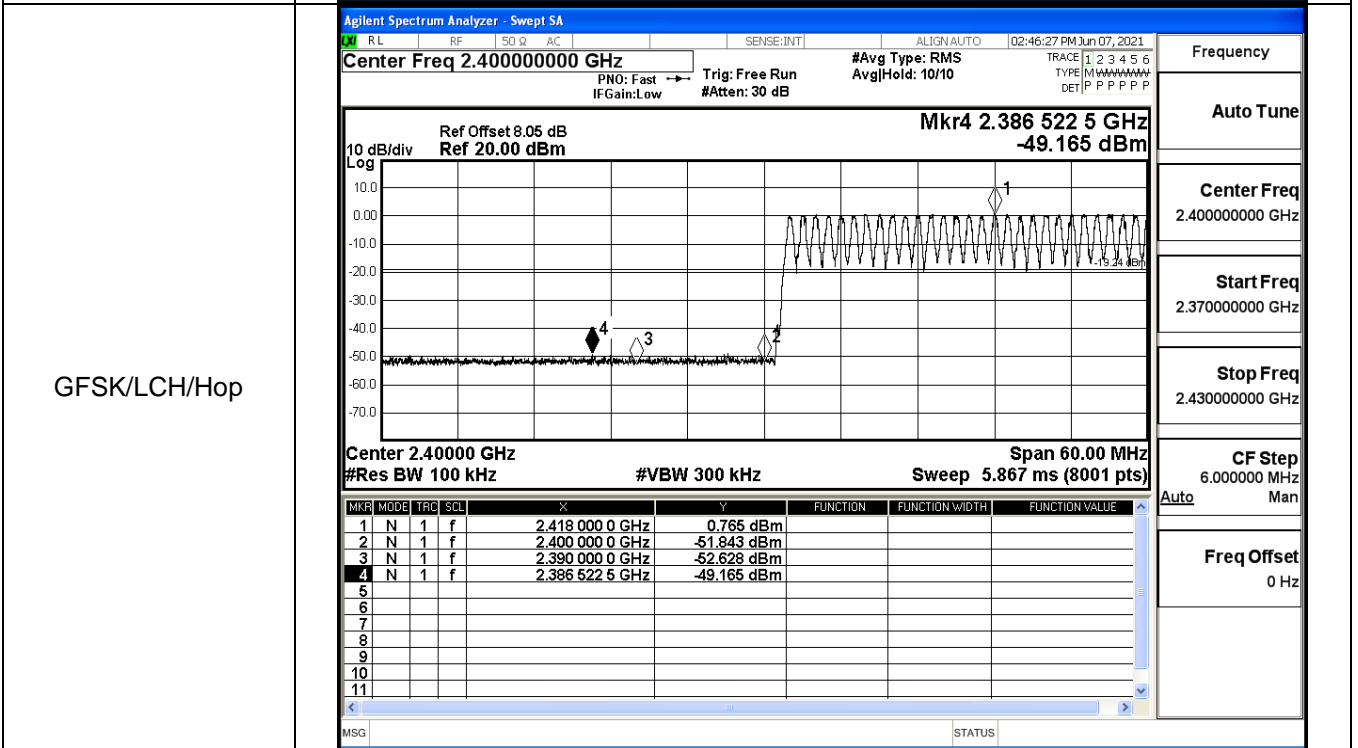 Agilent Spectrum Analyzer - Swept SA
LXI RL RF 50 Ω AC SENSE:INT ALIGNAUTO 02:46:27 PM Jun 07, 2021
Center Freq 2.400000000 GHz
#Avg Type: RMS
TRACE 1 2 3 4 5 6
PNO: Fast Trig: Free Run Avg|Hold: 10/10
TYPE M WWWWW
IFGain:Low #Atten: 30 dB
DET P P P P P P
Frequency
Auto Tune
Center Freq
2.400000000 GHz
Start Freq
2.370000000 GHz
Stop Freq
2.430000000 GHz
CF Step
6.000000 MHz
Auto Man
Freq Offset
0 Hz
GFSK/LCH/Hop
Mkr4 2.386 522 5 GHz
-49.165 dBm
Ref Offset 8.05 dB
10 dB/div Ref 20.00 dBm
Log
10.0
0.00
-10.0
-20.0
-30.0
-40.0
-50.0
-60.0
-70.0
1
-19.24 dBm
4
3
2
Center 2.40000 GHz Span 60.00 MHz
#Res BW 100 kHz #VBW 300 kHz Sweep 5.867 ms (8001 pts)
MKR MODE TRC SCL X Y FUNCTION FUNCTION WIDTH FUNCTION VALUE
1 N 1 f 2.418 000 0 GHz 0.765 dBm
2 N 1 f 2.400 000 0 GHz -51.843 dBm
3 N 1 f 2.390 000 0 GHz -52.628 dBm
4 N 1 f 2.386 522 5 GHz -49.165 dBm
5
6
7
8
9
10
11
MSG STATUS